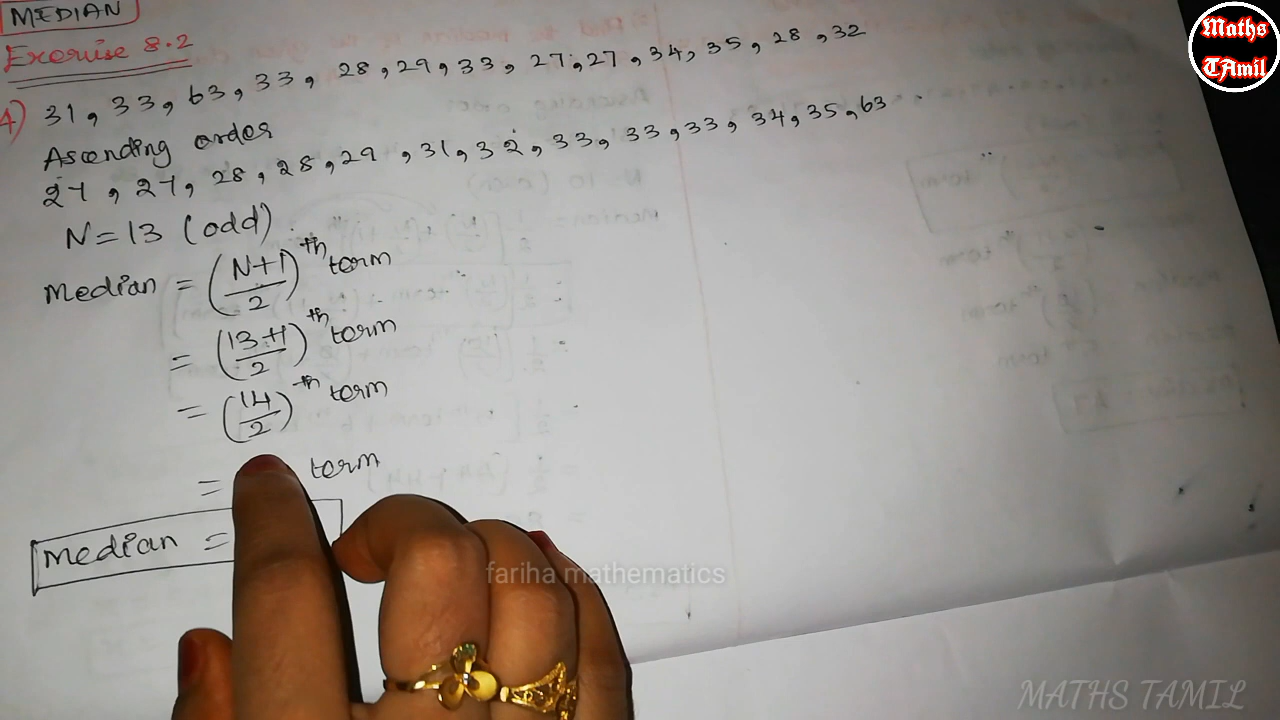 MEDIAN
Exercise 8.2
Maths
TAmil
4) 31, 33, 63, 33, 28, 29, 33, 27, 27, 34, 35, 28, 32
Ascending order
27, 27, 28, 28, 29, 31, 32, 33, 33, 33, 34, 35, 63
N = 13 (odd)
Median = (N+1/2)th term
= (13+1/2)th term
= (14/2)th term
= term
Median =
fariha mathematics
MATHS TAMIL